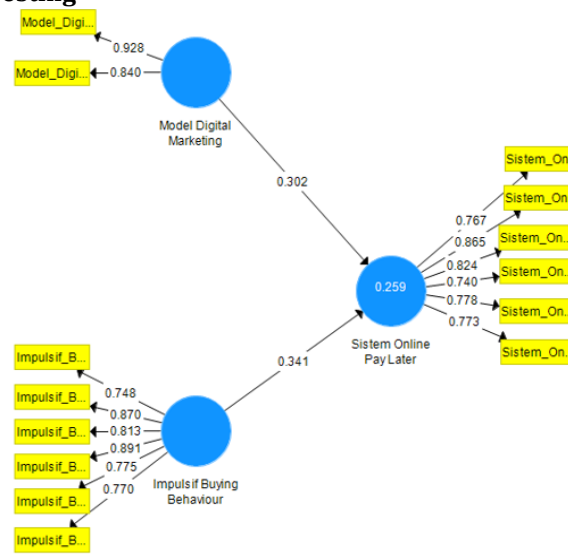 Model_Digi...
0.928
Model_Digi...
0.840
Model Digital
Marketing
0.302
Sistem_On
Sistem_On...
0.767
0.865
Sistem_On...
0.824
0.740
Sistem_On...
0.778
Sistem_On...
0.773
Sistem_On...
0.259
Sistem Online
Pay Later
0.341
Impulsif_B...
0.748
Impulsif_B...
0.870
Impulsif_B...
0.813
0.891
Impulsif_B...
0.775
Impulsif_B...
0.770
Impulsif_B...
Impulsif Buying
Behaviour